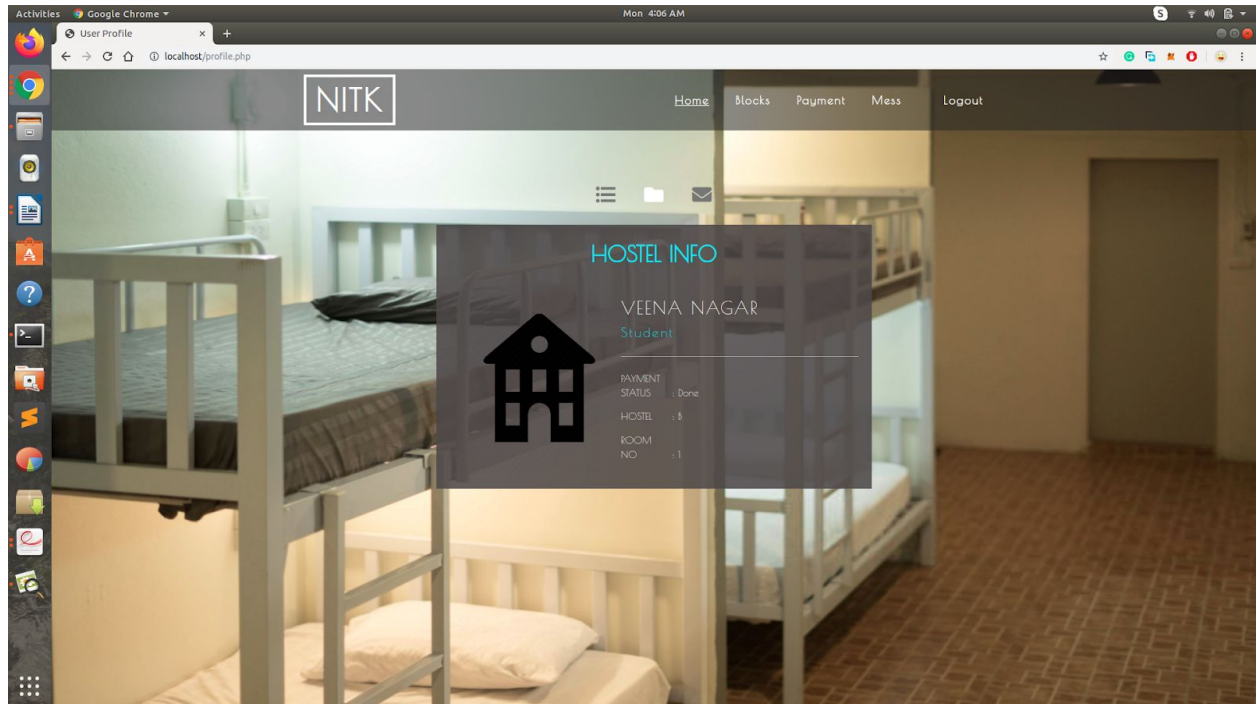 Activities Google Chrome Mon 4:06 AM
User Profile
localhost/profile.php
NITK
Home Blocks Payment Mess Logout
HOSTEL INFO
VEENA NAGAR
Student
PAYMENT
STATUS : Done
HOSTEL : B
ROOM
NO : 1